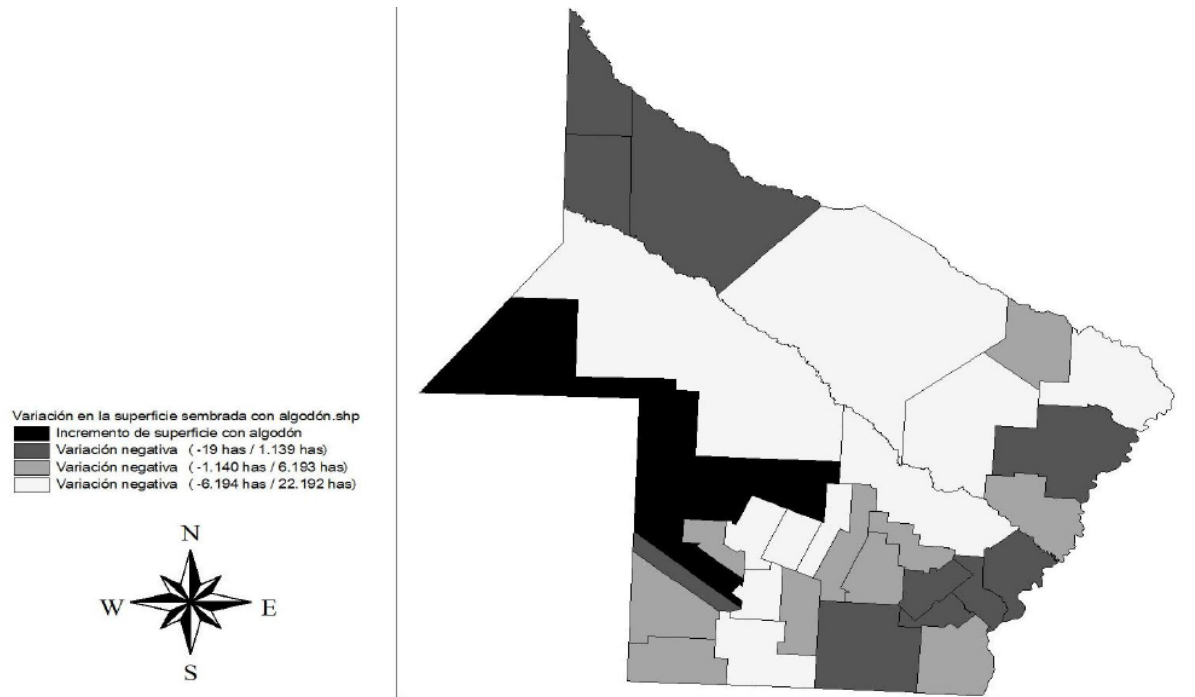 Variación en la superficie sembrada con algodón.shp
Incremento de superficie con algodón
Variación negativa (-19 has / 1.139 has)
Variación negativa (-1.140 has / 6.193 has)
Variación negativa (-6.194 has / 22.192 has)
N
W E
S